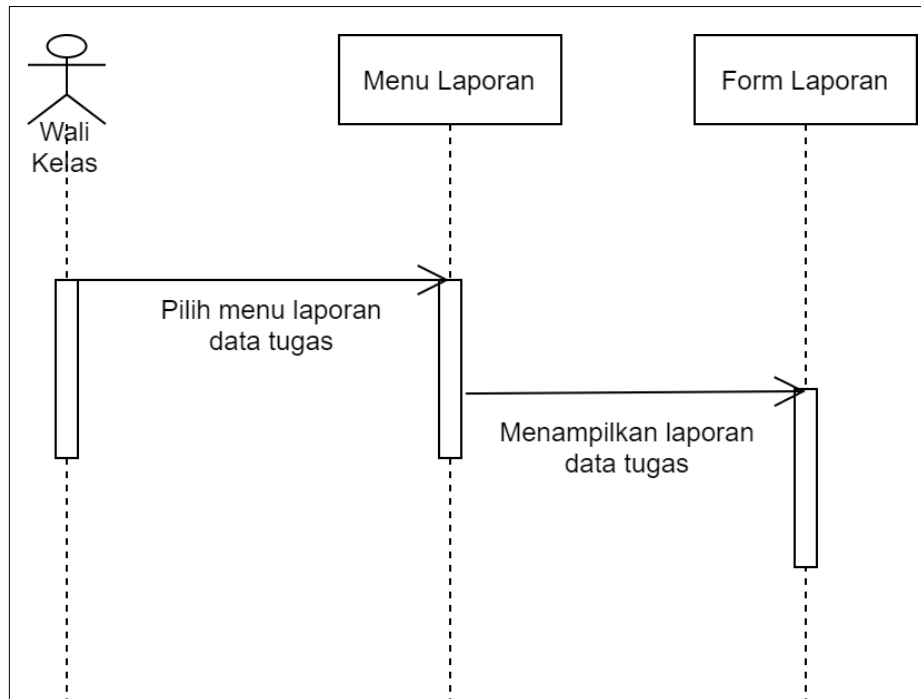 Wali
Kelas
Menu Laporan
Form Laporan
Pilih menu laporan
data tugas
Menampilkan laporan
data tugas